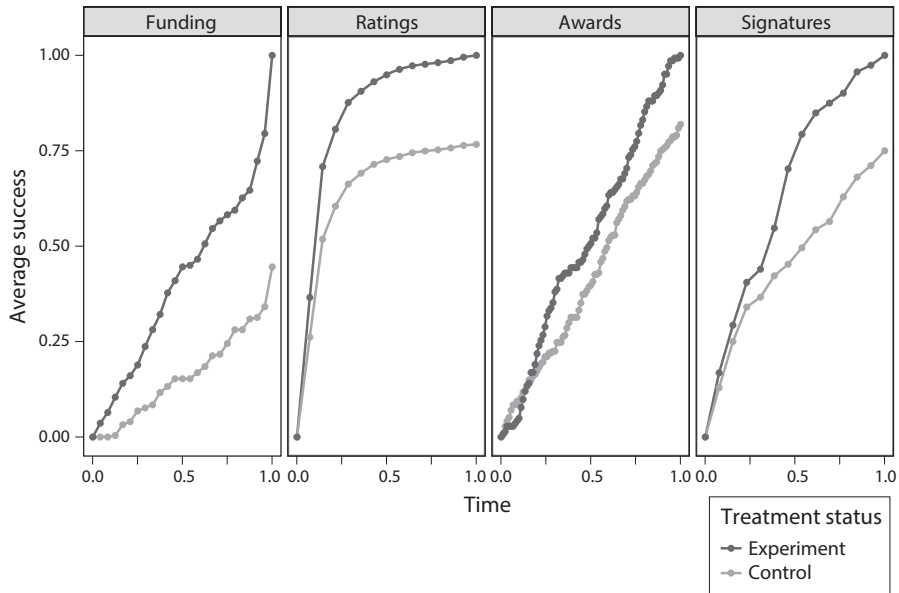 Funding Ratings Awards Signatures
1.00
0.75
0.50
0.25
0.00
Average success
0.0 0.5 1.0 0.0 0.5 1.0 0.0 0.5 1.0 0.0 0.5 1.0
Time
Treatment status
Experiment
Control